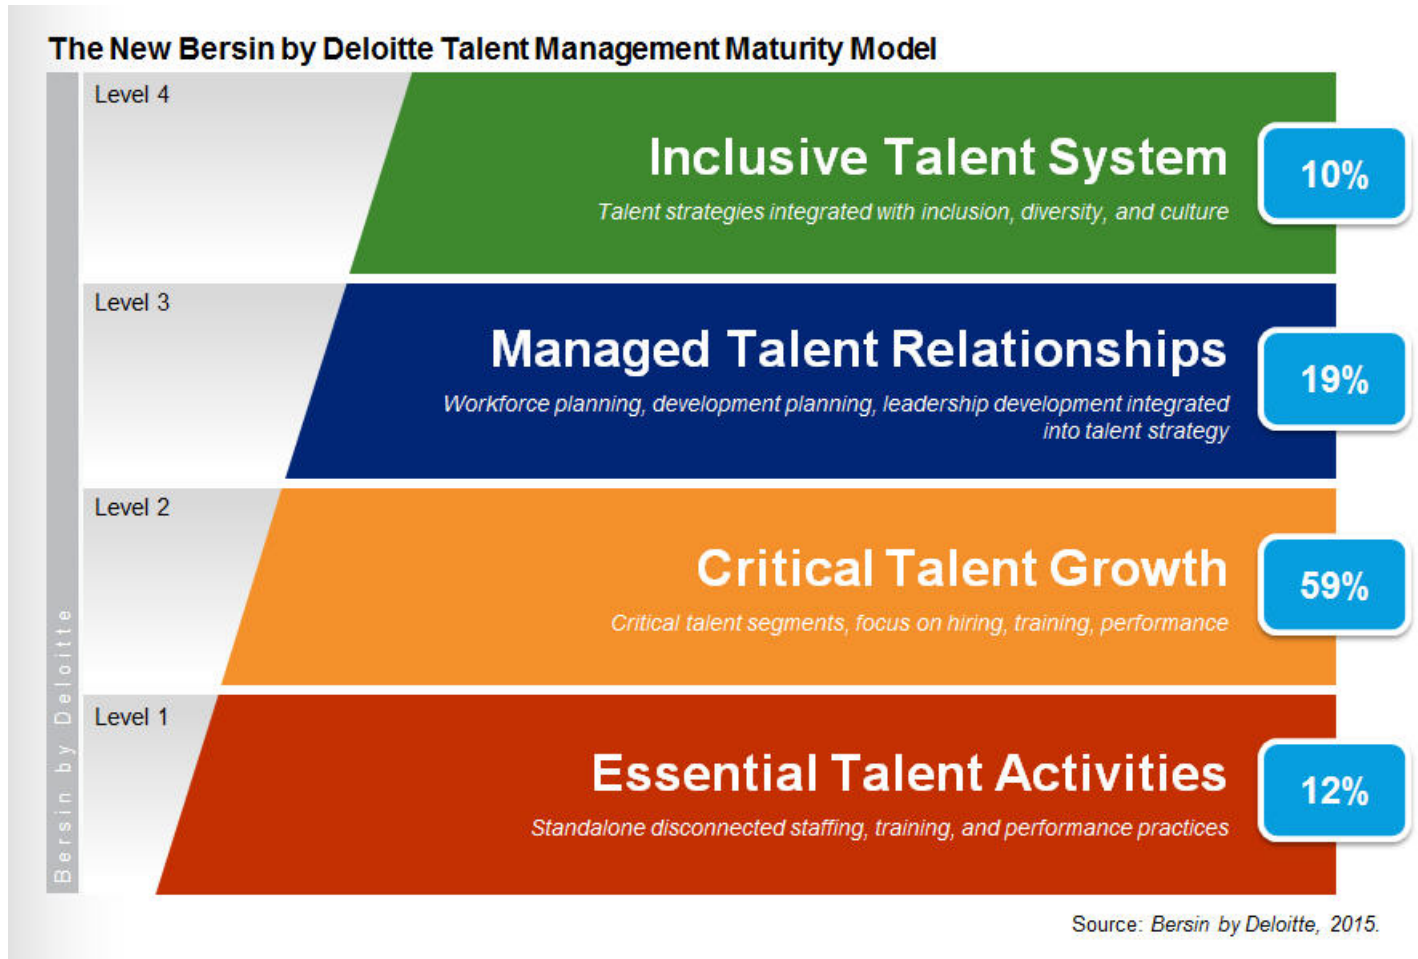 The New Bersin by Deloitte Talent Management Maturity Model
Level 4
Inclusive Talent System
Talent strategies integrated with inclusion, diversity, and culture
10%
Level 3
Managed Talent Relationships
Workforce planning, development planning, leadership development integrated
into talent strategy
19%
Level 2
Critical Talent Growth
Critical talent segments, focus on hiring, training, performance
59%
Level 1
Essential Talent Activities
Standalone disconnected staffing, training, and performance practices
12%
Bersin by Deloitte
Source: Bersin by Deloitte, 2015.